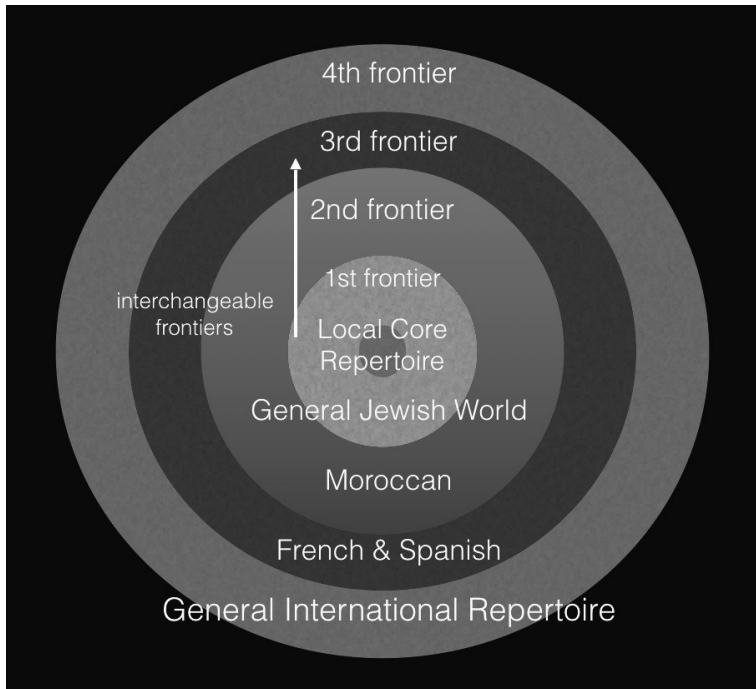 4th frontier
3rd frontier
2nd frontier
1st frontier
interchangeable
frontiers
Local Core
Repertoire
General Jewish World
Moroccan
French & Spanish
General International Repertoire